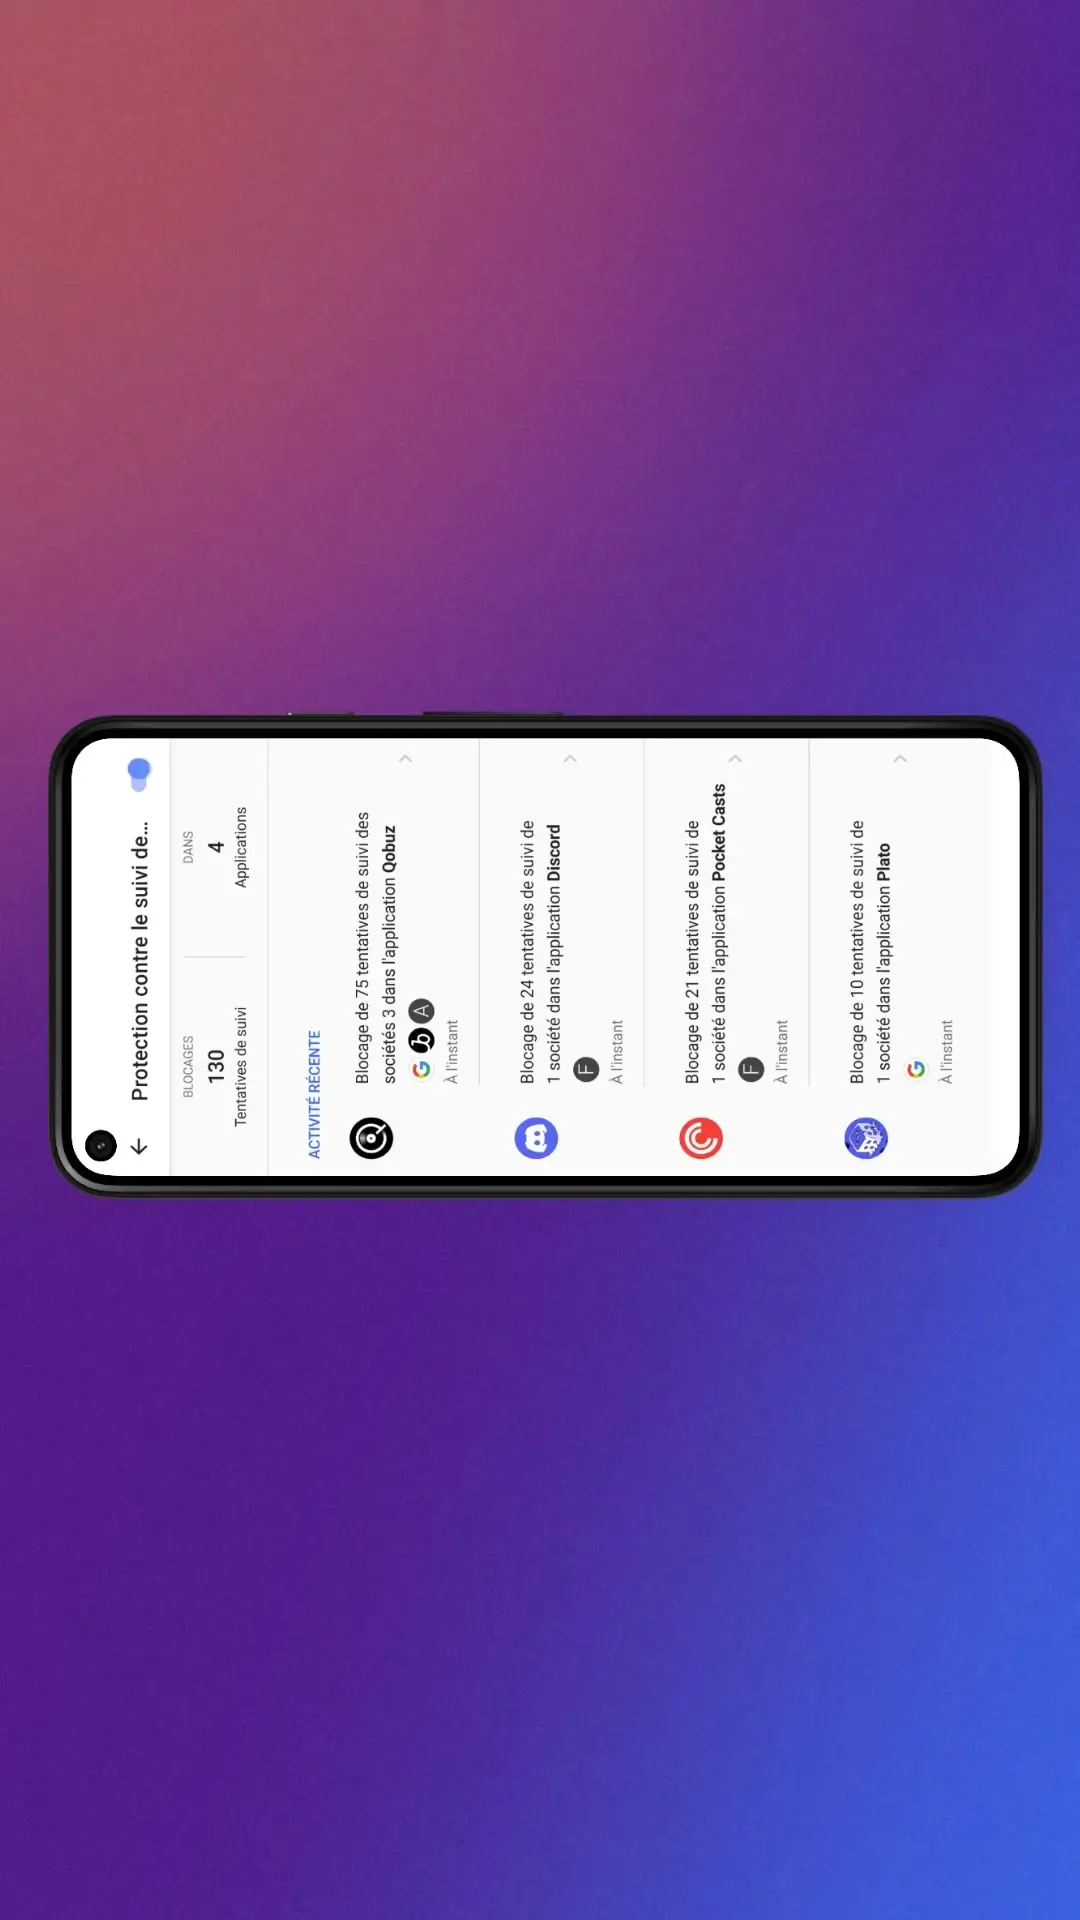 Protection contre le suivi de...
BLOCAGES
130
Tentatives de suivi
DANS
4
Applications
ACTIVITÉ RÉCENTE
Blocage de 75 tentatives de suivi des
sociétés 3 dans l'application Qobuz
G b A
À l'instant
Blocage de 24 tentatives de suivi de
1 société dans l'application Discord
F
À l'instant
Blocage de 21 tentatives de suivi de
1 société dans l'application Pocket Casts
F
À l'instant
Blocage de 10 tentatives de suivi de
1 société dans l'application Plato
G
À l'instant